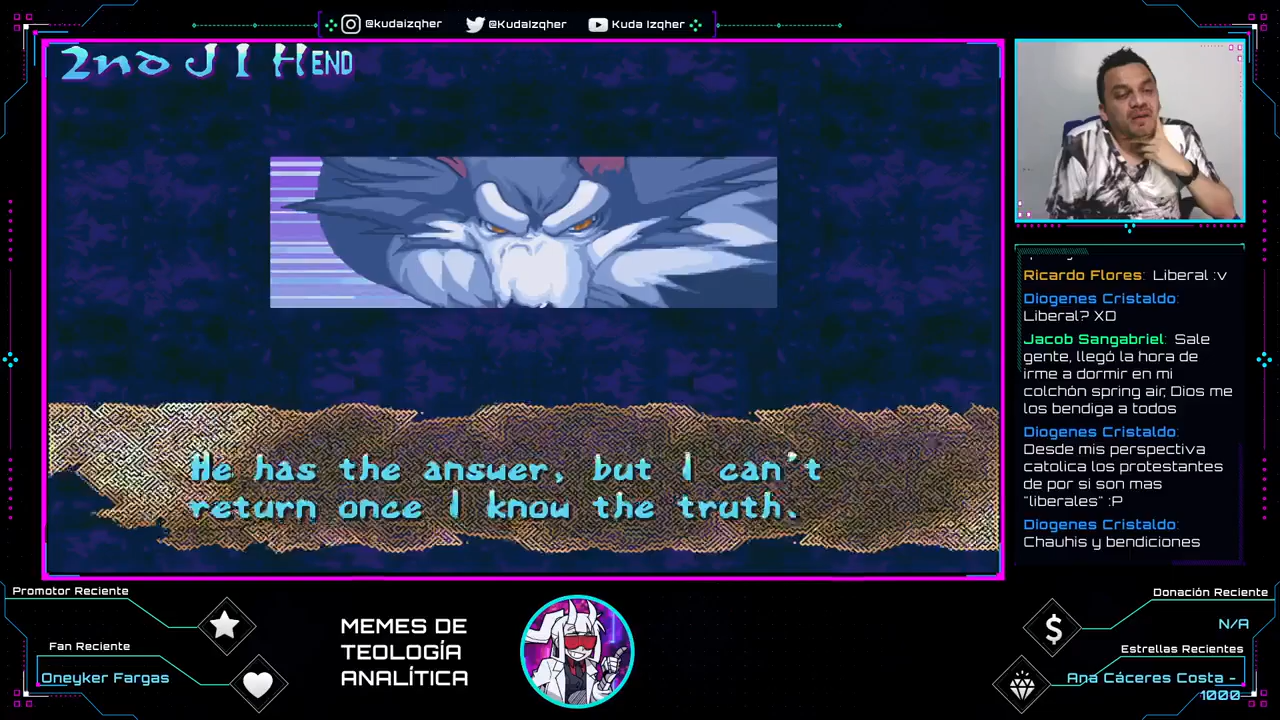 @kudaizqher
@KudaIzqher
Kuda Izqher
2nd J I H END
He has the answer, but I can't
return once I know the truth.
Ricardo Flores: Liberal :v
Diogenes Cristaldo:
Liberal? XD
Jacob Sangabriel: Sale
gente, llegó la hora de
irme a dormir en mi
colchón spring air, Dios me
los bendiga a todos
Diogenes Cristaldo:
Desde mis perspectiva
catolica los protestantes
de por si son mas
"liberales" :P
Diogenes Cristaldo:
Chauhis y bendiciones
Promotor Reciente
Fan Reciente
Oneyker Fargas
MEMES DE
TEOLOGÍA
ANALÍTICA
Donación Reciente
N/A
Estrellas Recientes
Ana Cáceres Costa -
1000